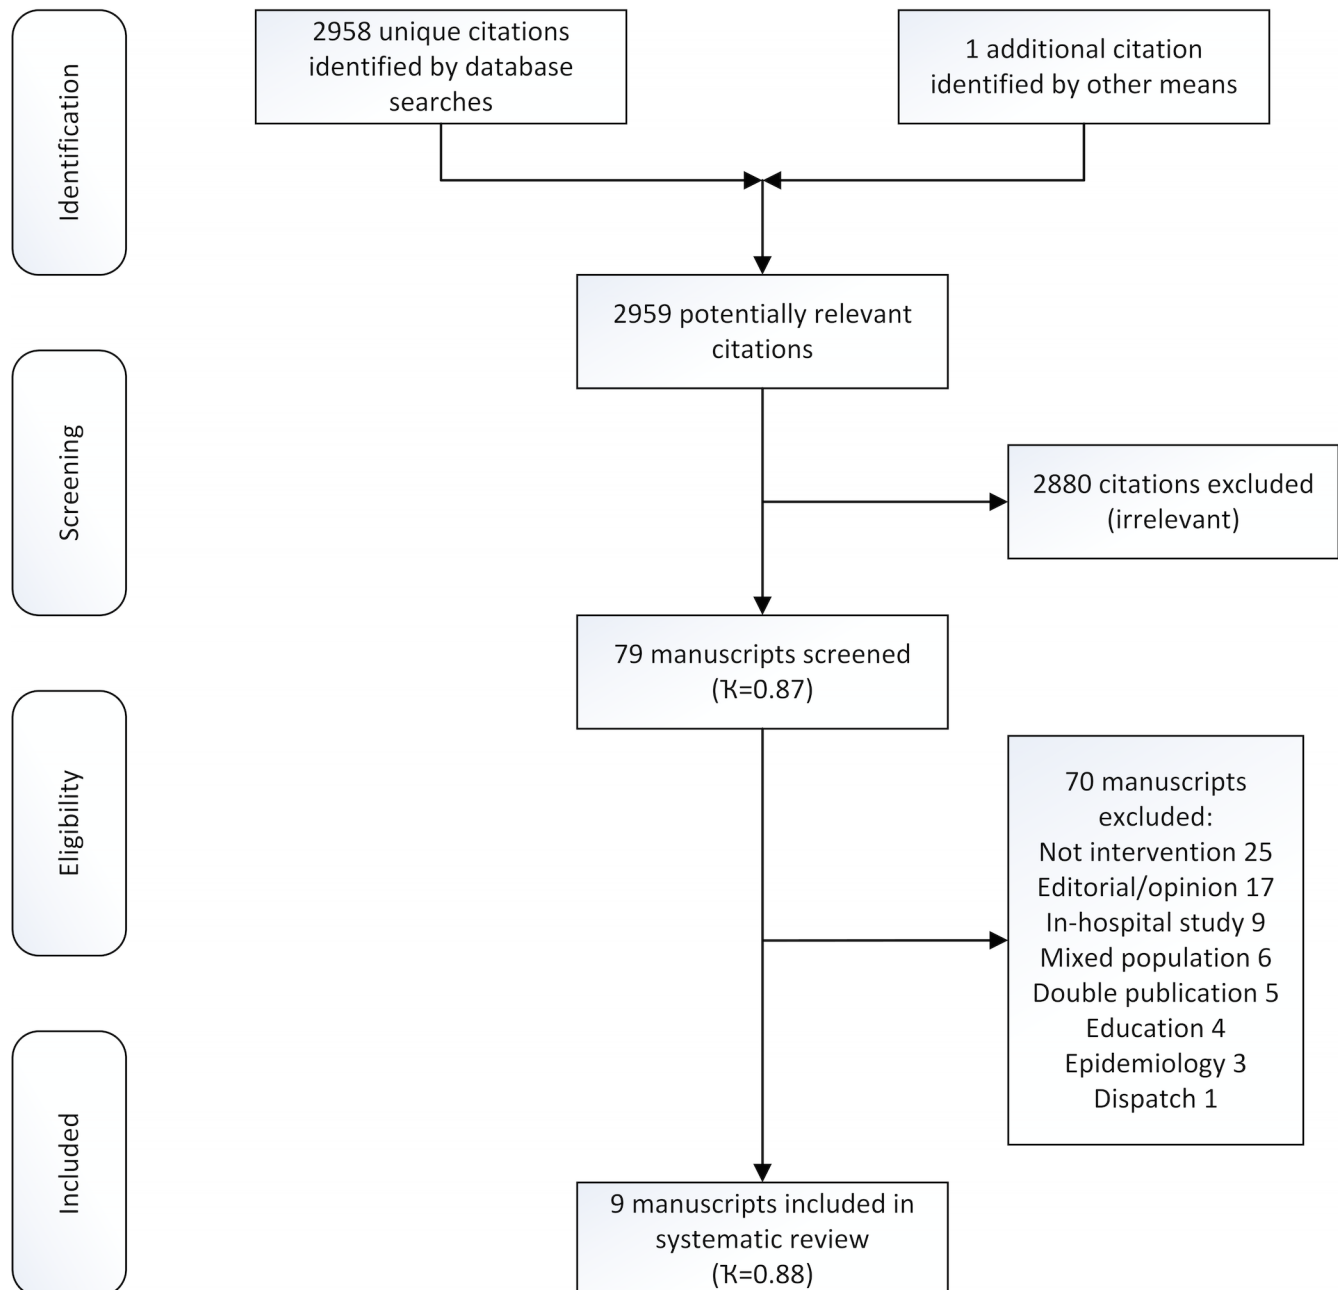 Identification
2958 unique citations
identified by database
searches
1 additional citation
identified by other means
2959 potentially relevant
citations
Screening
2880 citations excluded
(irrelevant)
79 manuscripts screened
(Ƙ=0.87)
Eligibility
70 manuscripts
excluded:
Not intervention 25
Editorial/opinion 17
In-hospital study 9
Mixed population 6
Double publication 5
Education 4
Epidemiology 3
Dispatch 1
Included
9 manuscripts included in
systematic review
(Ƙ=0.88)